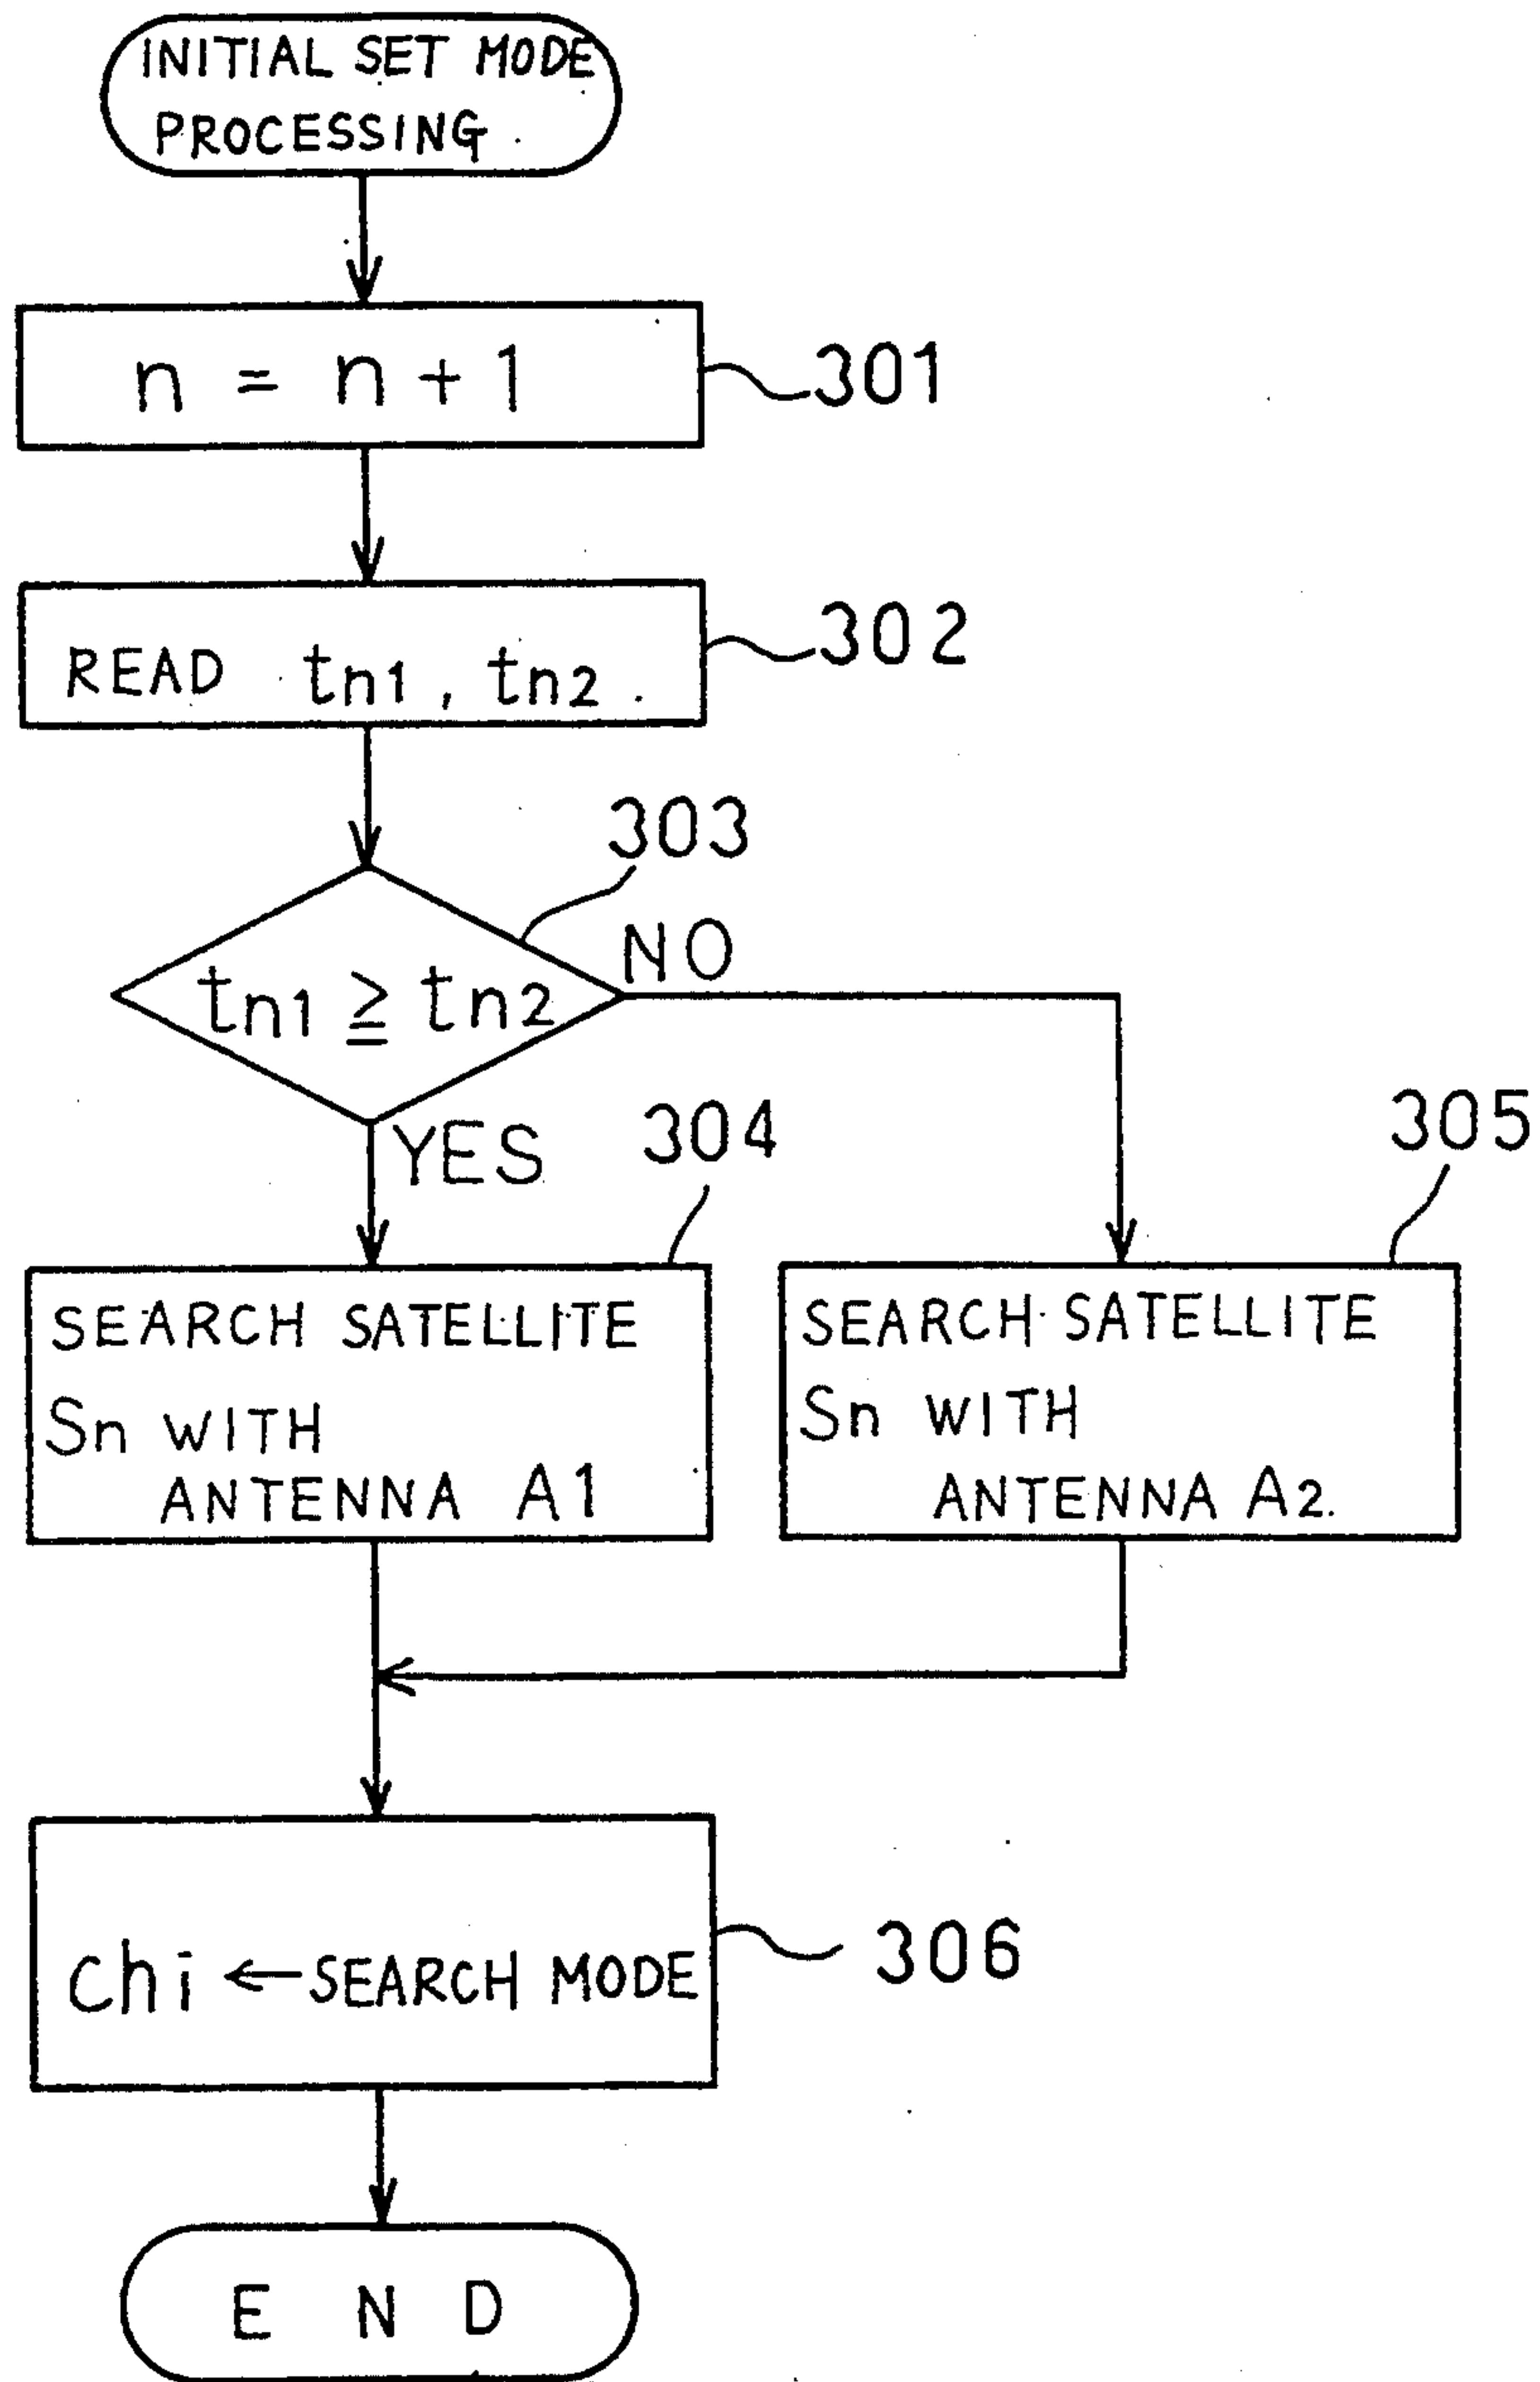 INITIAL SET MODE
PROCESSING
n = n + 1
301
READ tn1, tn2.
302
303
tn1 ≧ tn2
NO
YES
304
305
SEARCH SATELLITE
Sn WITH
ANTENNA A1
SEARCH SATELLITE
Sn WITH
ANTENNA A2.
chi ← SEARCH MODE
306
E N D